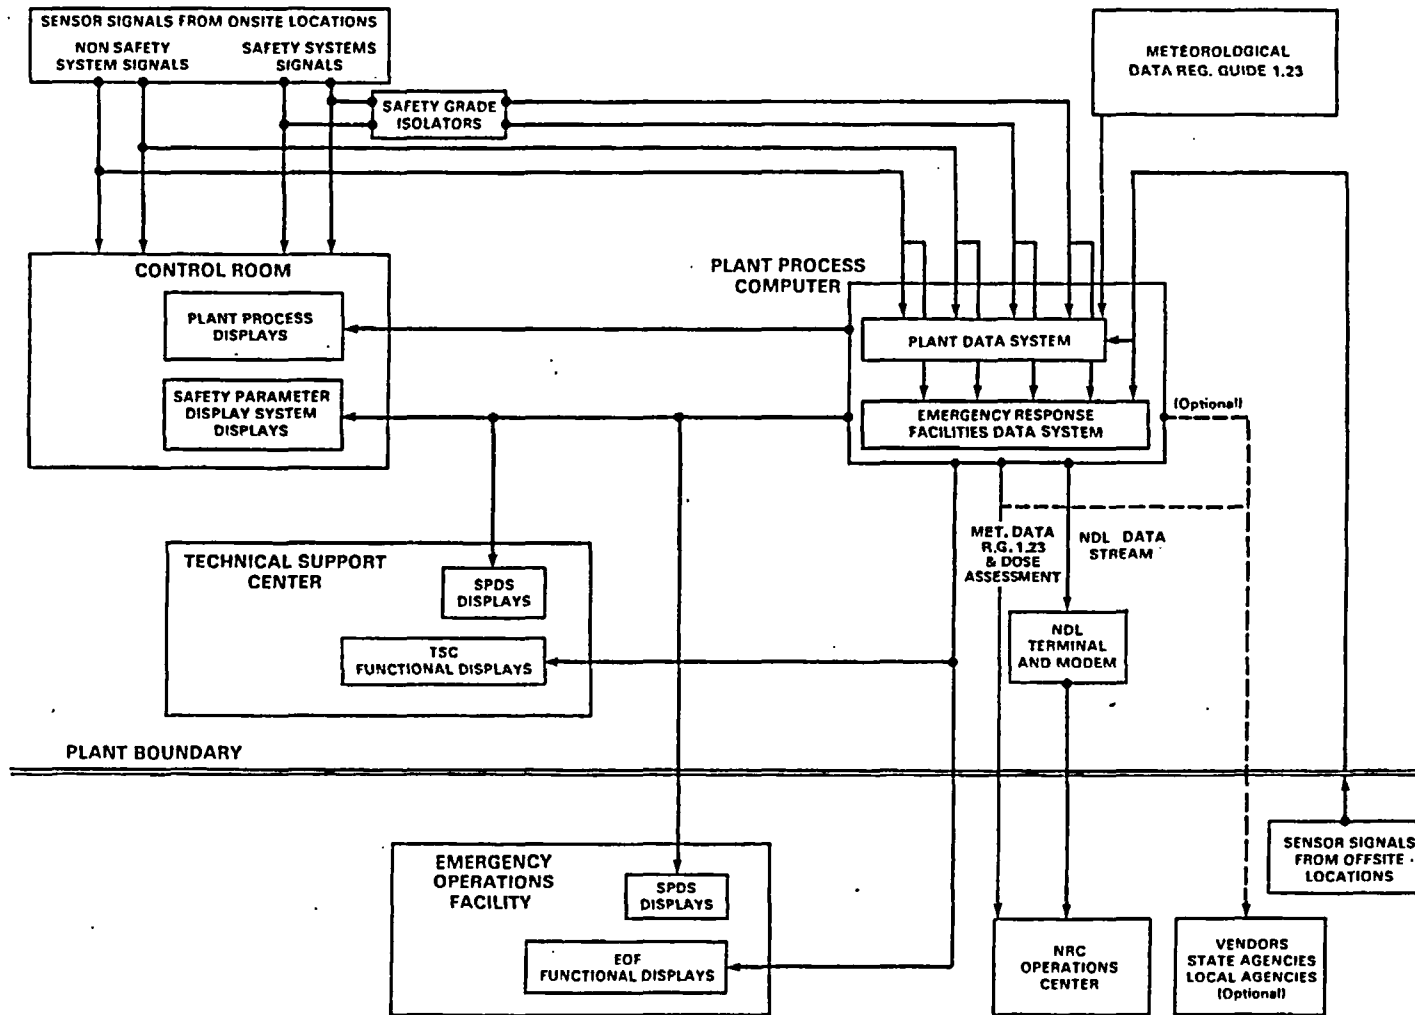 SENSOR SIGNALS FROM ONSITE LOCATIONS
NON SAFETY
SYSTEM SIGNALS
SAFETY SYSTEMS
SIGNALS
SAFETY GRADE
ISOLATORS
METEOROLOGICAL
DATA REG. GUIDE 1.23
CONTROL ROOM
PLANT PROCESS
DISPLAYS
SAFETY PARAMETER
DISPLAY SYSTEM
DISPLAYS
PLANT PROCESS
COMPUTER
PLANT DATA SYSTEM
EMERGENCY RESPONSE
FACILITIES DATA SYSTEM
(Optional)
MET. DATA
R.G. 1.23
& DOSE
ASSESSMENT
NDL DATA
STREAM
TECHNICAL SUPPORT
CENTER
SPDS
DISPLAYS
TSC
FUNCTIONAL DISPLAYS
NDL
TERMINAL
AND MODEM
PLANT BOUNDARY
EMERGENCY
OPERATIONS
FACILITY
SPDS
DISPLAYS
EOF
FUNCTIONAL DISPLAYS
NRC
OPERATIONS
CENTER
VENDORS
STATE AGENCIES
LOCAL AGENCIES
(Optional)
SENSOR SIGNALS
FROM OFFSITE
LOCATIONS